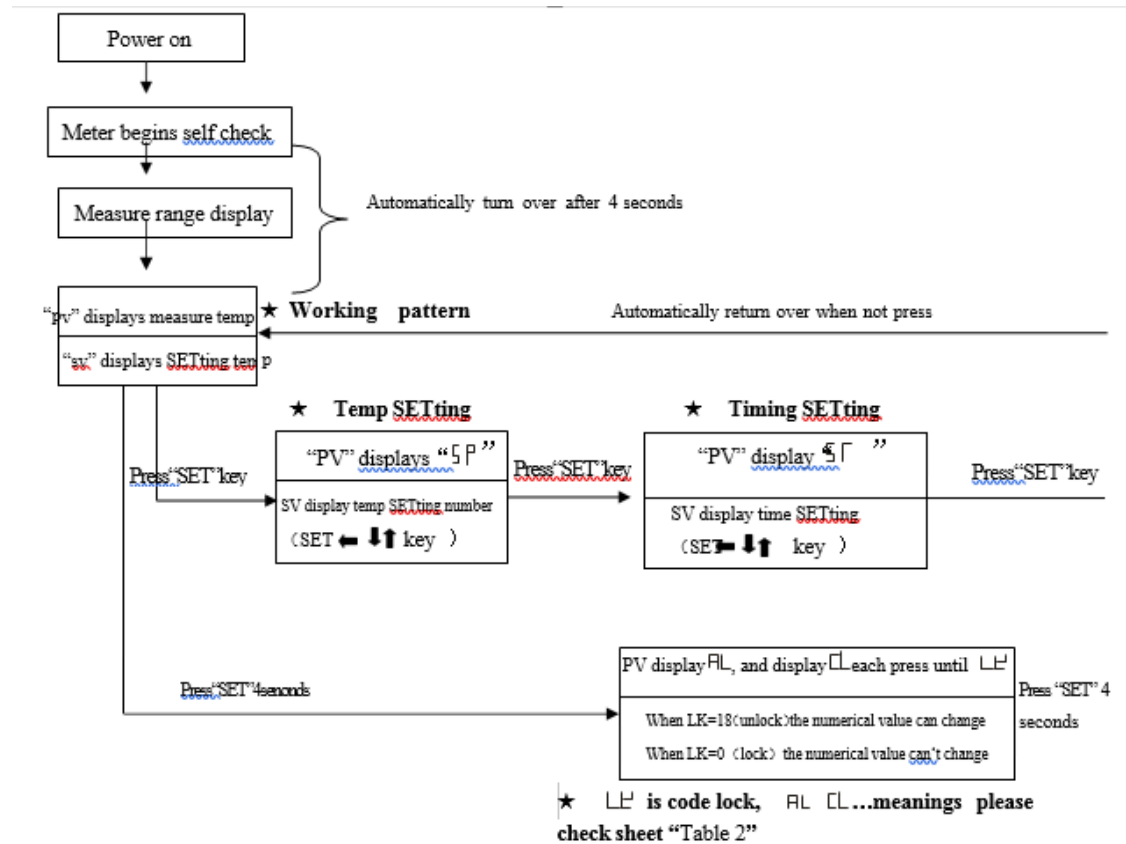 Power on
Meter begins self check
Measure range display
Automatically turn over after 4 seconds
“pv” displays measure temp
“sv” displays SETting temp
★ Working pattern
Automatically return over when not press
★ Temp SETting
★ Timing SETting
Press“SET”key
“PV” displays “SP”
SV display temp SETting number
(SET ⬅ ⬇⬆ key )
Press“SET”key
“PV” display “ST ”
SV display time SETting
(SET⬅ ⬇⬆ key )
Press“SET”key
Press“SET”4senonds
PV display AL, and display CL each press until LK
When LK=18(unlock)the numerical value can change
When LK=0 (lock) the numerical value can't change
Press “SET” 4
seconds
★ LK is code lock, AL CL…meanings please
check sheet “Table 2”